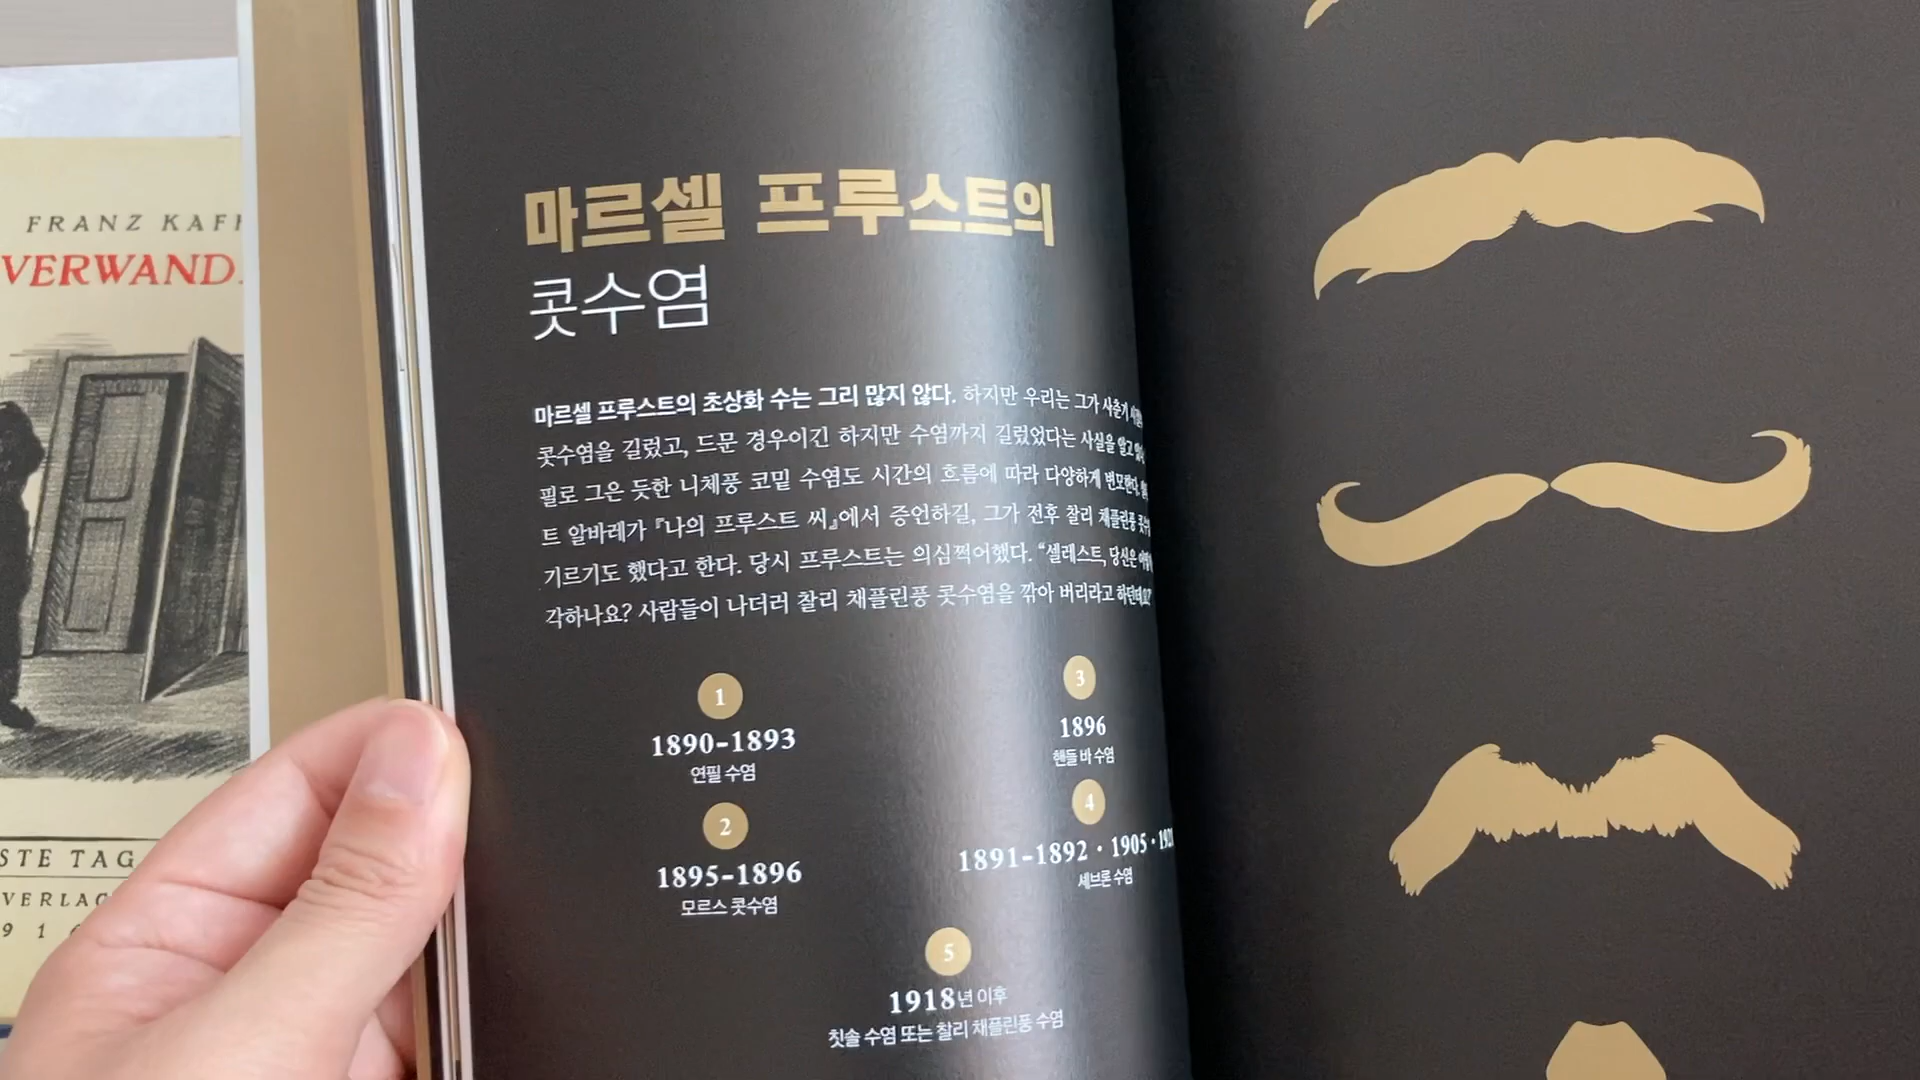 FRANZ
VERWAND
STE TAG
마르셀 프루스트의
콧수염
마르셀 프루스트의 초상화 수는 그리 많지 않다. 하지만 우리는 그가 사춘기
콧수염을 길렀고, 드문 경우이긴 하지만 수염까지 길렀었다는 사실을 알고
필로 그은 듯한 니체풍 코밑 수염도 시간의 흐름에 따라 다양하게 변모한다.
트 알바레가 『나의 프루스트 씨』에서 증언하길, 그가 전후 찰리 채플린풍
기르기도 했다고 한다. 당시 프루스트는 의심쩍어했다. “셀레스트, 당신은
각하나요? 사람들이 나더러 찰리 채플린풍 콧수염을 깎아 버리라고 하던데요?”
1
1890-1893
연필 수염
2
1895-1896
모르스 콧수염
3
1896
핸들 바 수염
4
1891-1892 · 1905 ·
셰브론 수염
5
1918년 이후
칫솔 수염 또는 찰리 채플린풍 수염